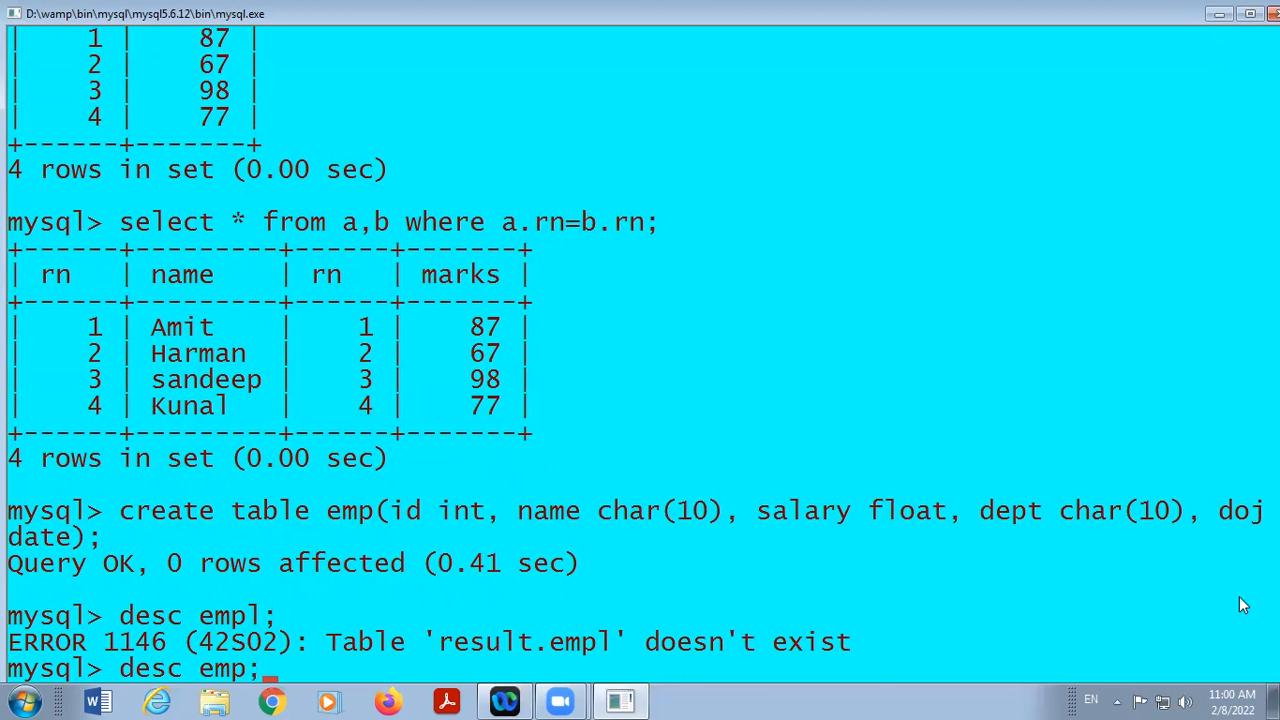 D:\wamp\bin\mysql\mysql5.6.12\bin\mysql.exe
|    1 |    87 |
|    2 |    67 |
|    3 |    98 |
|    4 |    77 |
+------+-------+
4 rows in set (0.00 sec)
mysql> select * from a,b where a.rn=b.rn;
+------+---------+------+-------+
| rn   | name    | rn   | marks |
+------+---------+------+-------+
|    1 | Amit    |    1 |    87 |
|    2 | Harman  |    2 |    67 |
|    3 | sandeep |    3 |    98 |
|    4 | Kunal   |    4 |    77 |
+------+---------+------+-------+
4 rows in set (0.00 sec)
mysql> create table emp(id int, name char(10), salary float, dept char(10), doj
date);
Query OK, 0 rows affected (0.41 sec)
mysql> desc empl;
ERROR 1146 (42S02): Table 'result.empl' doesn't exist
mysql> desc emp;
EN
11:00 AM
2/8/2022